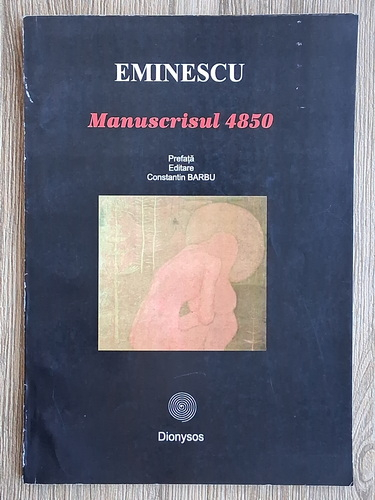 EMINESCU
Manuscrisul 4850
Prefață
Editare
Constantin BARBU
Dionysos